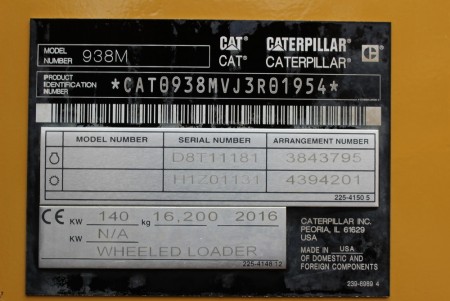 MODEL NUMBER 938M CAT CATERPILLAR C
CAT® CATERPILLAR®
PRODUCT IDENTIFICATION NUMBER *CAT0938MVJ3R01954*
MODEL NUMBER SERIAL NUMBER ARRANGEMENT NUMBER
D8T11181 3843795
H1Z01131 4394201
225-4150 5
CE KW 140 kg 16,200 2016
KW N/A
WHEELED LOADER
225-4148 12
CATERPILLAR INC.
PEORIA, IL 61629
USA
MADE IN USA
OF DOMESTIC AND
FOREIGN COMPONENTS
239-6989 4